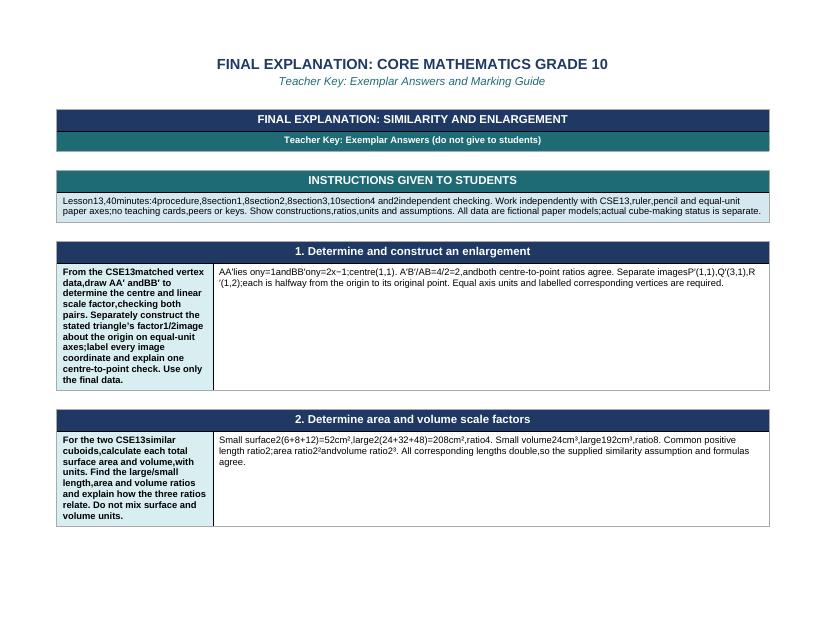 FINAL EXPLANATION: CORE MATHEMATICS GRADE 10
Teacher Key: Exemplar Answers and Marking Guide
FINAL EXPLANATION: SIMILARITY AND ENLARGEMENT
Teacher Key: Exemplar Answers (do not give to students)
INSTRUCTIONS GIVEN TO STUDENTS
Lesson13,40minutes:4procedure,8section1,8section2,8section3,10section4 and2independent checking. Work independently with CSE13,ruler,pencil and equal-unit
paper axes;no teaching cards,peers or keys. Show constructions,ratios,units and assumptions. All data are fictional paper models;actual cube-making status is separate.
1. Determine and construct an enlargement
From the CSE13matched vertex
data,draw AA′ andBB′ to
determine the centre and linear
scale factor,checking both
pairs. Separately construct the
stated triangle's factor1/2image
about the origin on equal-unit
axes;label every image
coordinate and explain one
centre-to-point check. Use only
the final data.
AA′lies ony=1andBB′ony=2x−1;centre(1,1). A′B′/AB=4/2=2,andboth centre-to-point ratios agree. Separate imagesP′(1,1),Q′(3,1),R
′(1,2);each is halfway from the origin to its original point. Equal axis units and labelled corresponding vertices are required.
2. Determine area and volume scale factors
For the two CSE13similar
cuboids,calculate each total
surface area and volume,with
units. Find the large/small
length,area and volume ratios
and explain how the three ratios
relate. Do not mix surface and
volume units.
Small surface2(6+8+12)=52cm²,large2(24+32+48)=208cm²,ratio4. Small volume24cm³,large192cm³,ratio8. Common positive
length ratio2;area ratio2²andvolume ratio2³. All corresponding lengths double,so the supplied similarity assumption and formulas
agree.